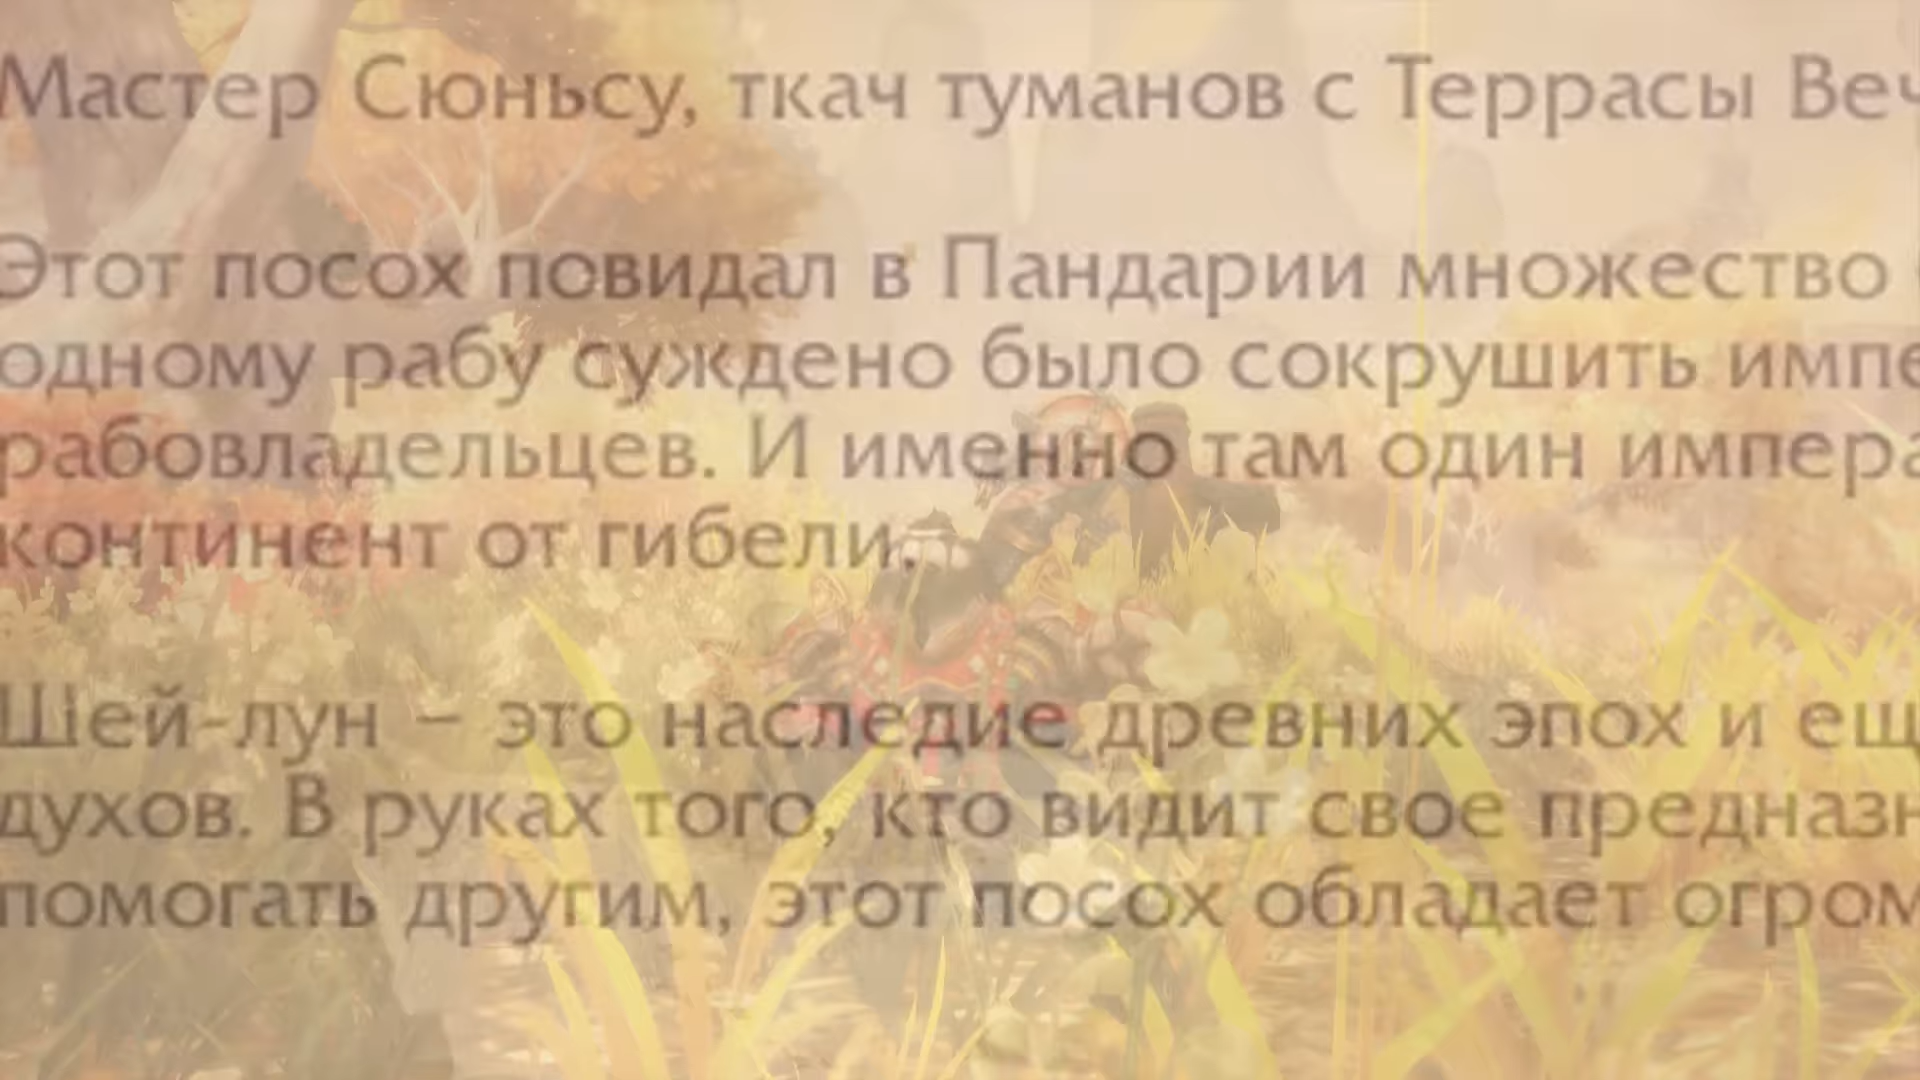 Мастер Сюньсу, ткач туманов с Террасы Веч
Этот посох повидал в Пандарии множество
одному рабу суждено было сокрушить импе
рабовладельцев. И именно там один импера
континент от гибели.
Шей-лун – это наследие древних эпох и ещ
духов. В руках того, кто видит свое предназн
помогать другим, этот посох обладает огром